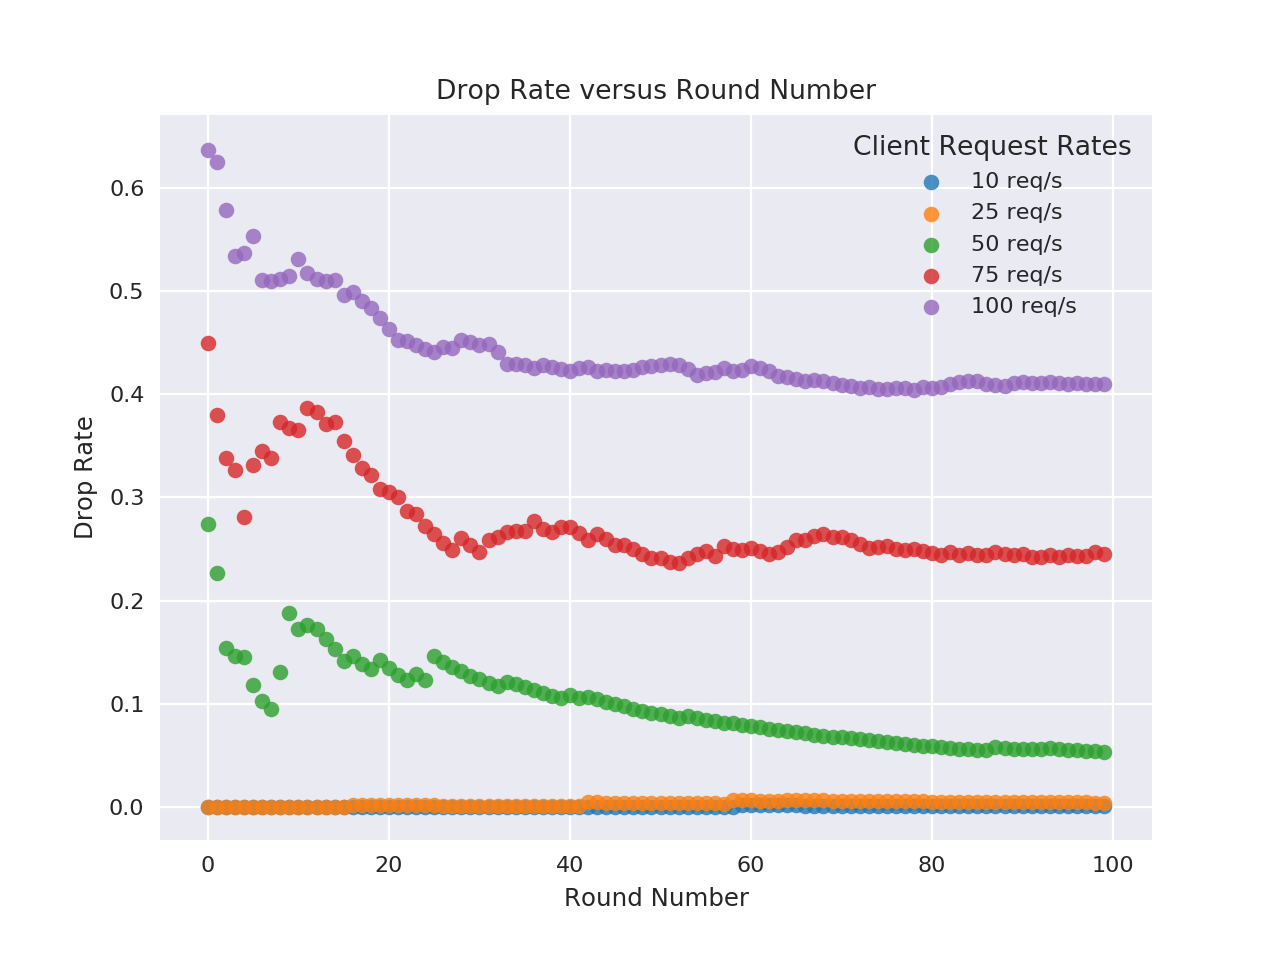 Drop Rate versus Round Number
Client Request Rates
10 req/s
25 req/s
50 req/s
75 req/s
100 req/s
Drop Rate
0.6
0.5
0.4
0.3
0.2
0.1
0.0
0 20 40 60 80 100
Round Number